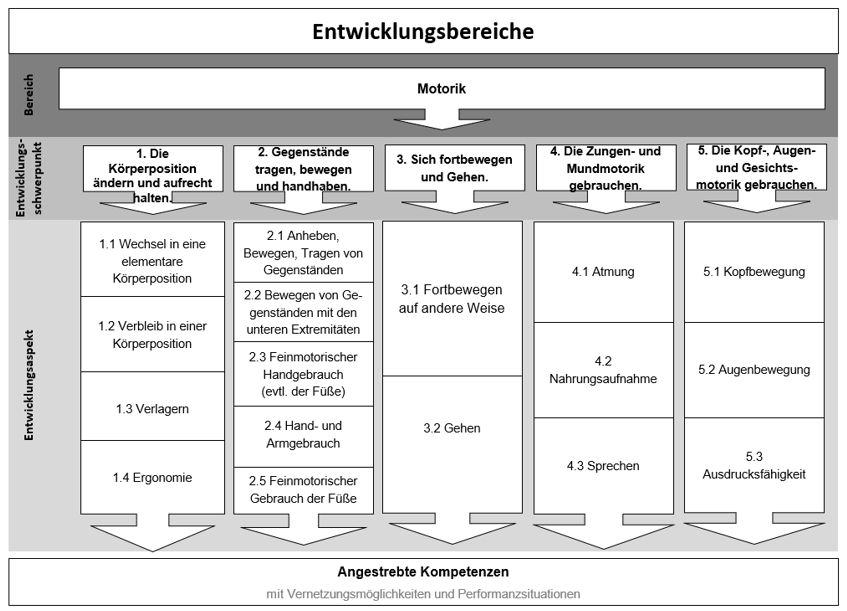 Entwicklungsbereiche
Bereich
Motorik
Entwicklungs-
schwerpunkt
1. Die
Körperposition
ändern und aufrecht
halten.
2. Gegenstände
tragen, bewegen
und handhaben.
3. Sich fortbewegen
und Gehen.
4. Die Zungen- und
Mundmotorik
gebrauchen.
5. Die Kopf-, Augen-
und Gesichts-
motorik gebrauchen.
Entwicklungsaspekt
1.1 Wechsel in eine
elementare
Körperposition
1.2 Verbleib in einer
Körperposition
1.3 Verlagern
1.4 Ergonomie
2.1 Anheben,
Bewegen, Tragen von
Gegenständen
2.2 Bewegen von Ge-
genständen mit den
unteren Extremitäten
2.3 Feinmotorischer
Handgebrauch
(evtl. der Füße)
2.4 Hand- und
Armgebrauch
2.5 Feinmotorischer
Gebrauch der Füße
3.1 Fortbewegen
auf andere Weise
3.2 Gehen
4.1 Atmung
4.2
Nahrungsaufnahme
4.3 Sprechen
5.1 Kopfbewegung
5.2 Augenbewegung
5.3
Ausdrucksfähigkeit
Angestrebte Kompetenzen
mit Vernetzungsmöglichkeiten und Performanzsituationen